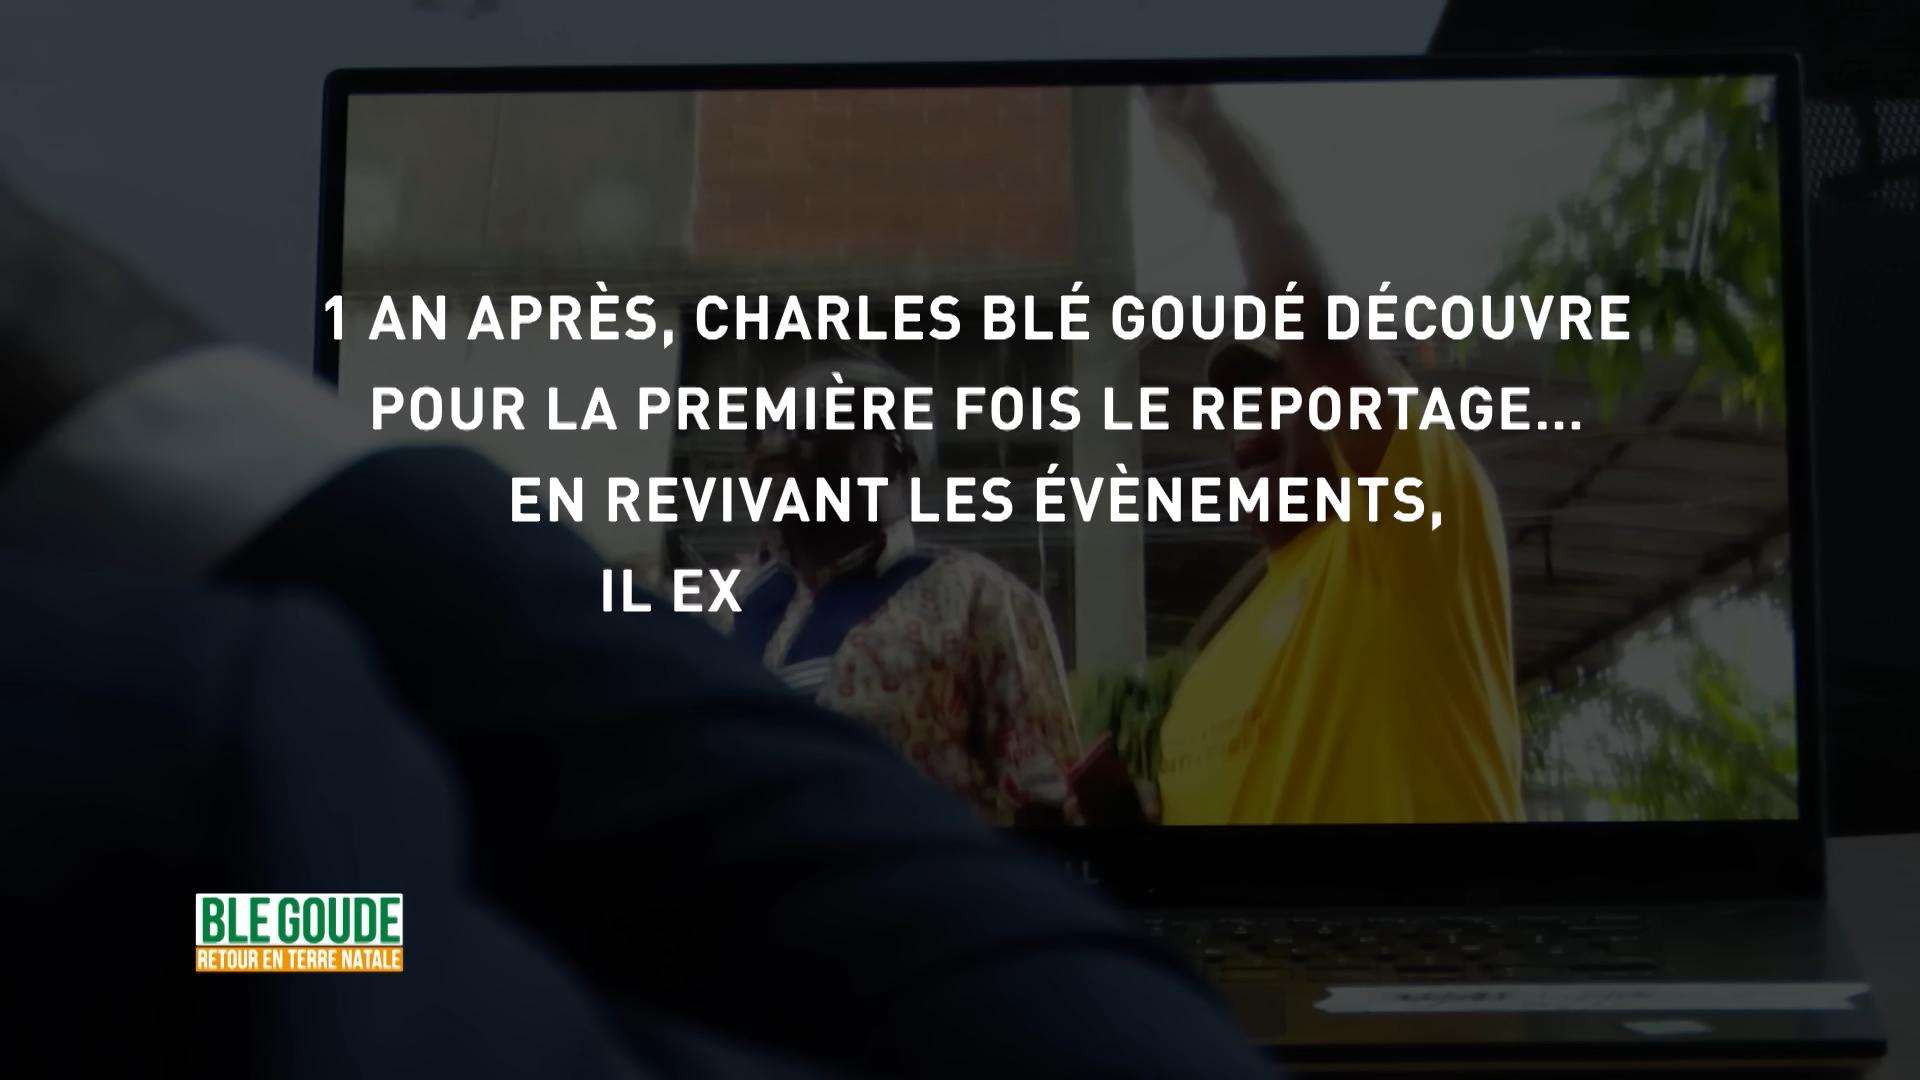 1 AN APRÈS, CHARLES BLÉ GOUDÉ DÉCOUVRE
POUR LA PREMIÈRE FOIS LE REPORTAGE...
EN REVIVANT LES ÉVÈNEMENTS,
IL EX
BLE GOUDE
RETOUR EN TERRE NATALE